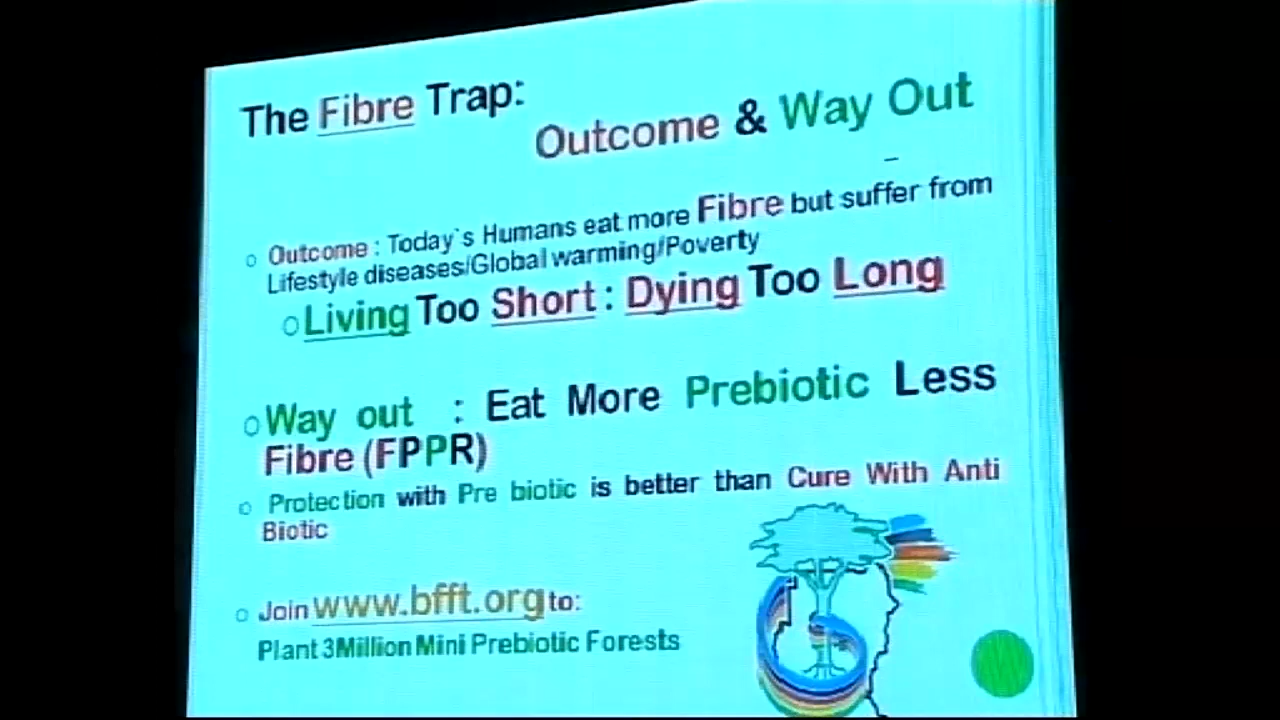 The Fibre Trap:
Outcome & Way Out
Outcome : Today`s Humans eat more Fibre but suffer from
Lifestyle diseases/Global warming/Poverty
Living Too Short : Dying Too Long
Way out : Eat More Prebiotic Less
Fibre (FPPR)
Protection with Pre biotic is better than Cure With Anti
Biotic
Join www.bfft.org to:
Plant 3Million Mini Prebiotic Forests